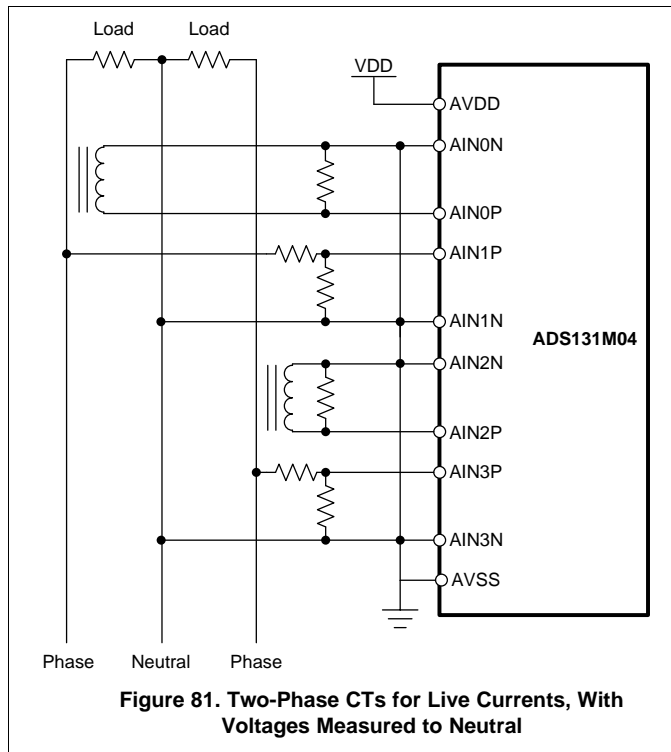 Load
Load
VDD
AVDD
AIN0N
AIN0P
AIN1P
AIN1N
ADS131M04
AIN2N
AIN2P
AIN3P
AIN3N
AVSS
Phase
Neutral
Phase
Figure 81. Two-Phase CTs for Live Currents, With
Voltages Measured to Neutral